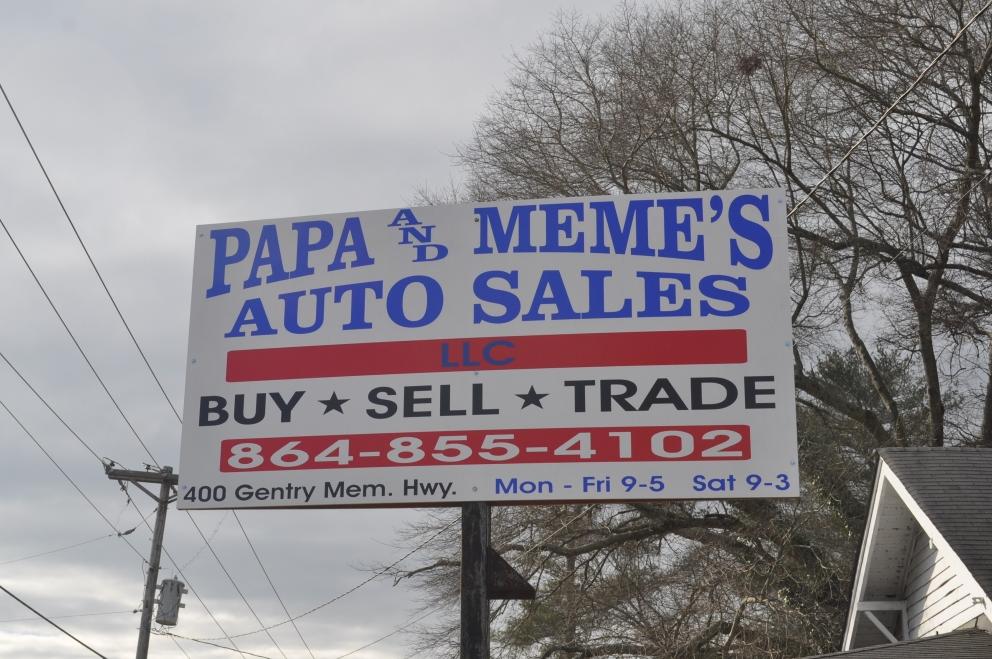 PAPA AND MEME'S
AUTO SALES
LLC
BUY ★ SELL ★ TRADE
864-855-4102
400 Gentry Mem. Hwy. Mon - Fri 9-5 Sat 9-3